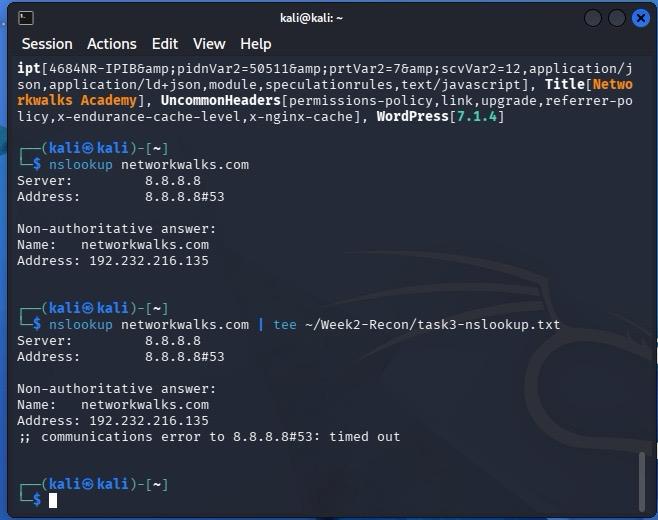 kali@kali: ~
Session Actions Edit View Help
ipt[4684NR-IPIB&amp;pidnVar2=50511&amp;prtVar2=7&amp;scvVar2=12,application/j
son,application/ld+json,module,speculationrules,text/javascript], Title[Netwo
rkwalks Academy], UncommonHeaders[permissions-policy,link,upgrade,referrer-po
licy,x-endurance-cache-level,x-nginx-cache], WordPress[7.1.4]
┌──(kali㉿kali)-[~]
└─$ nslookup networkwalks.com
Server:         8.8.8.8
Address:        8.8.8.8#53
Non-authoritative answer:
Name:   networkwalks.com
Address: 192.232.216.135
┌──(kali㉿kali)-[~]
└─$ nslookup networkwalks.com | tee ~/Week2-Recon/task3-nslookup.txt
Server:         8.8.8.8
Address:        8.8.8.8#53
Non-authoritative answer:
Name:   networkwalks.com
Address: 192.232.216.135
;; communications error to 8.8.8.8#53: timed out
┌──(kali㉿kali)-[~]
└─$